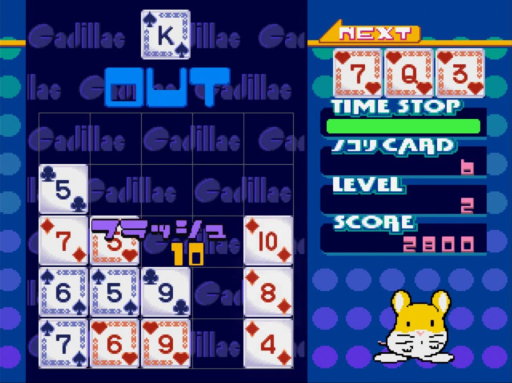 K
NEXT
7 Q 3
OUT
TIME STOP
ノコリ CARD
6
LEVEL
2
SCORE
2800
Cadillac
5
7 5 10
フラッシュ
10
6 5 9 8
7 6 9 4